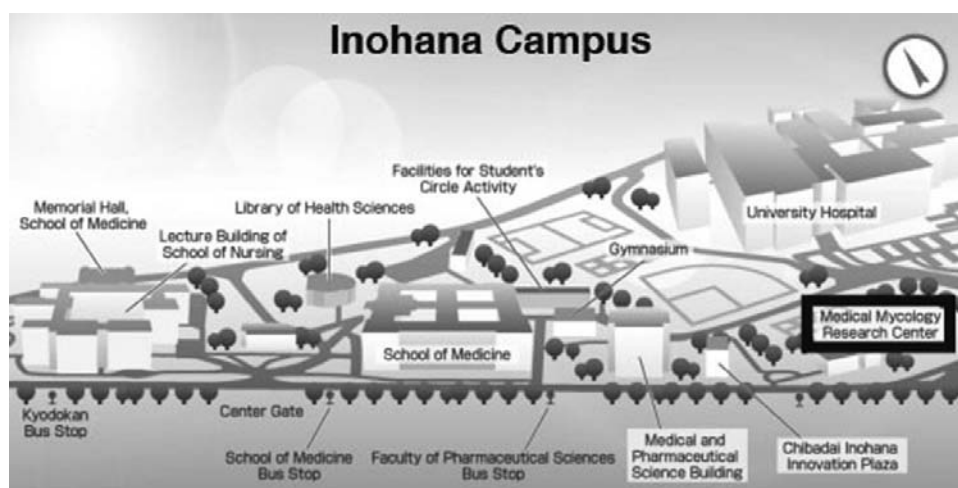 Inohana Campus
Facilities for Student's
Circle Activity
Memorial Hall,
School of Medicine
Library of Health Sciences
University Hospital
Lecture Building of
School of Nursing
Gymnasium
Medical Mycology
Research Center
School of Medicine
Kyodokan
Bus Stop
Center Gate
School of Medicine
Bus Stop
Faculty of Pharmaceutical Sciences
Bus Stop
Medical and
Pharmaceutical
Science Building
Chibadai Inohana
Innovation Plaza